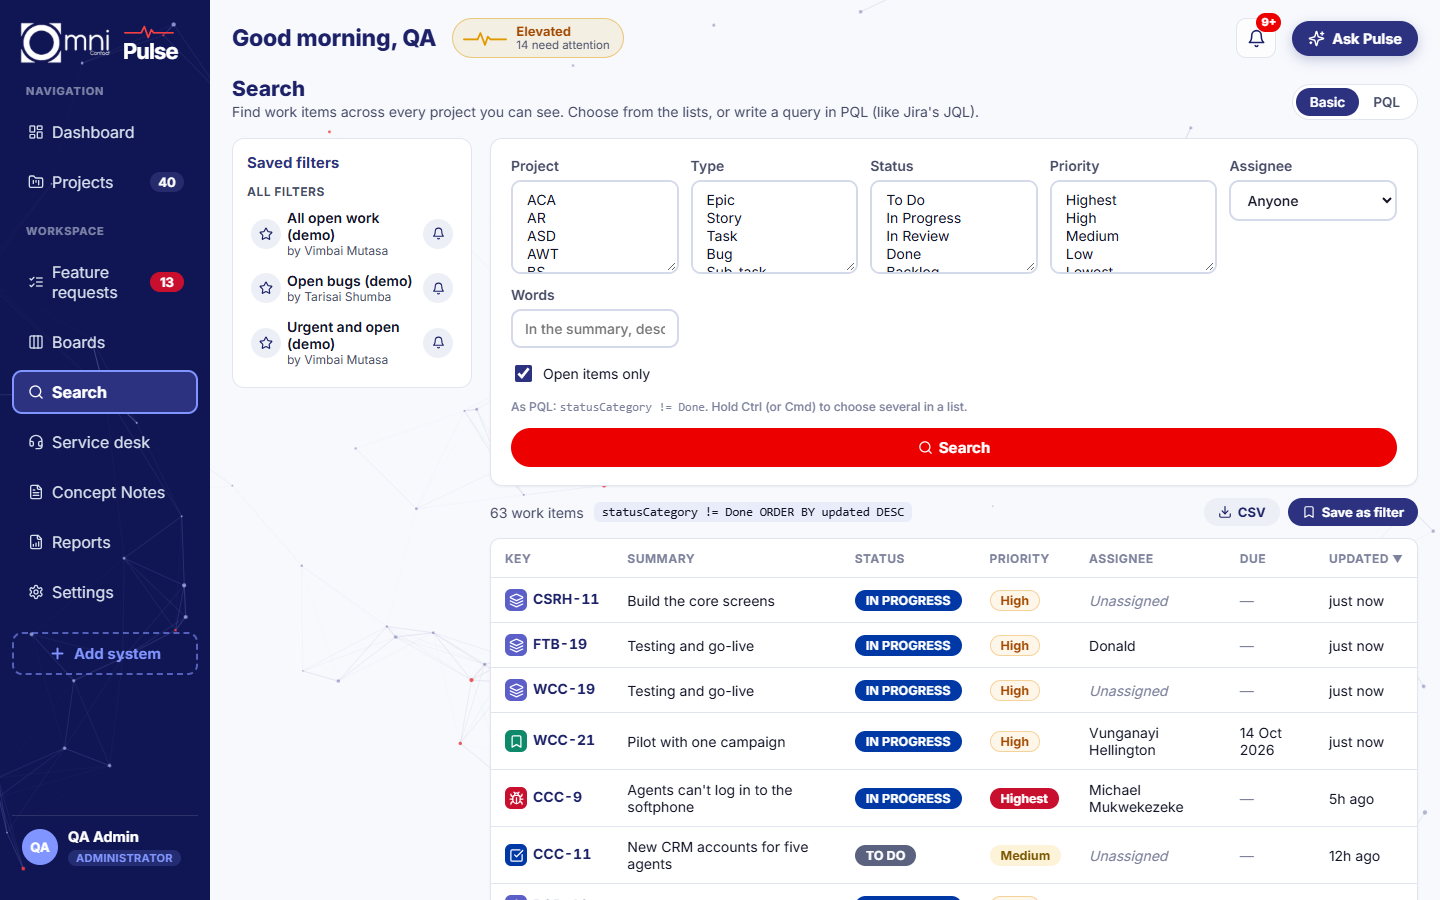 Omni
Contact
Pulse
NAVIGATION
Dashboard
Projects 40
WORKSPACE
Feature requests 13
Boards
Search
Service desk
Concept Notes
Reports
Settings
+ Add system
QA
QA Admin
ADMINISTRATOR
Good morning, QA
Elevated
14 need attention
9+
Ask Pulse
Search
Find work items across every project you can see. Choose from the lists, or write a query in PQL (like Jira's JQL).
Basic PQL
Saved filters
ALL FILTERS
All open work (demo)
by Vimbai Mutasa
Open bugs (demo)
by Tarisai Shumba
Urgent and open (demo)
by Vimbai Mutasa
Project
ACA
AR
ASD
AWT
BS
Type
Epic
Story
Task
Bug
Sub-task
Status
To Do
In Progress
In Review
Done
Backlog
Priority
Highest
High
Medium
Low
Lowest
Assignee
Anyone
Words
In the summary, desc
Open items only
As PQL: statusCategory != Done. Hold Ctrl (or Cmd) to choose several in a list.
Search
63 work items statusCategory != Done ORDER BY updated DESC
CSV
Save as filter
KEY SUMMARY STATUS PRIORITY ASSIGNEE DUE UPDATED ▼
CSRH-11 Build the core screens IN PROGRESS High Unassigned — just now
FTB-19 Testing and go-live IN PROGRESS High Donald — just now
WCC-19 Testing and go-live IN PROGRESS High Unassigned — just now
WCC-21 Pilot with one campaign IN PROGRESS High Vunganayi Hellington 14 Oct 2026 just now
CCC-9 Agents can't log in to the softphone IN PROGRESS Highest Michael Mukwekezeke — 5h ago
CCC-11 New CRM accounts for five agents TO DO Medium Unassigned — 12h ago